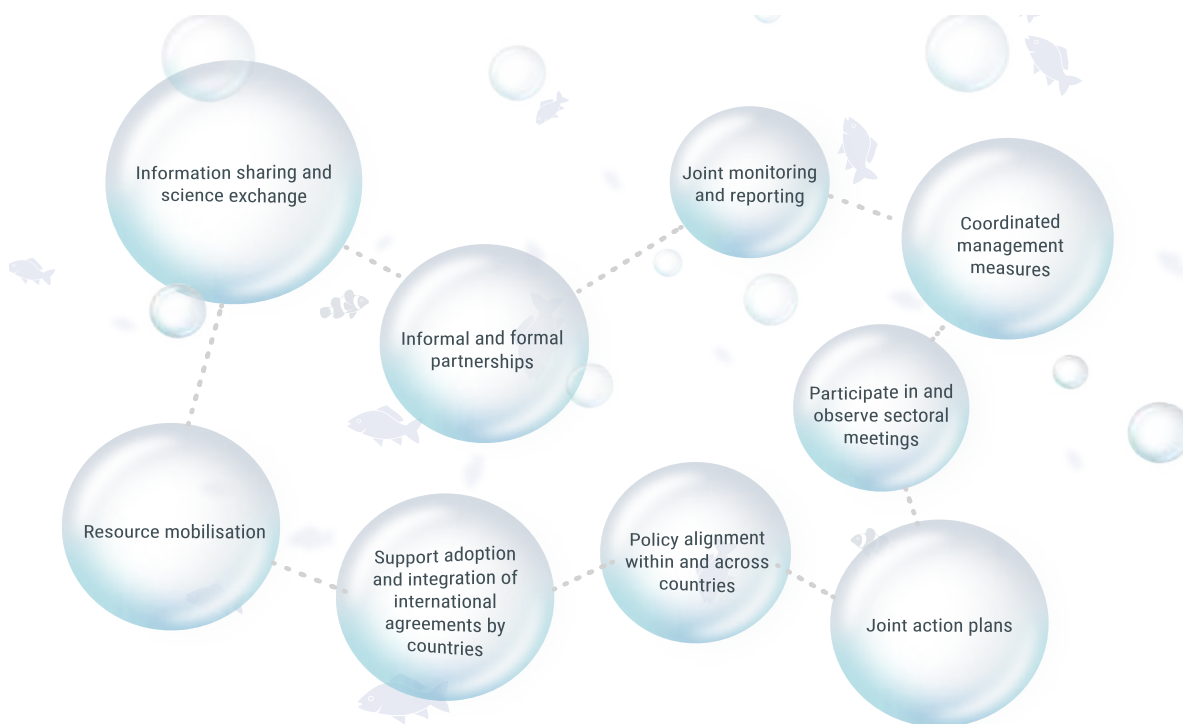 Information sharing and
science exchange
Joint monitoring
and reporting
Coordinated
management
measures
Informal and formal
partnerships
Participate in and
observe sectoral
meetings
Resource mobilisation
Support adoption
and integration of
international
agreements by
countries
Policy alignment
within and across
countries
Joint action plans